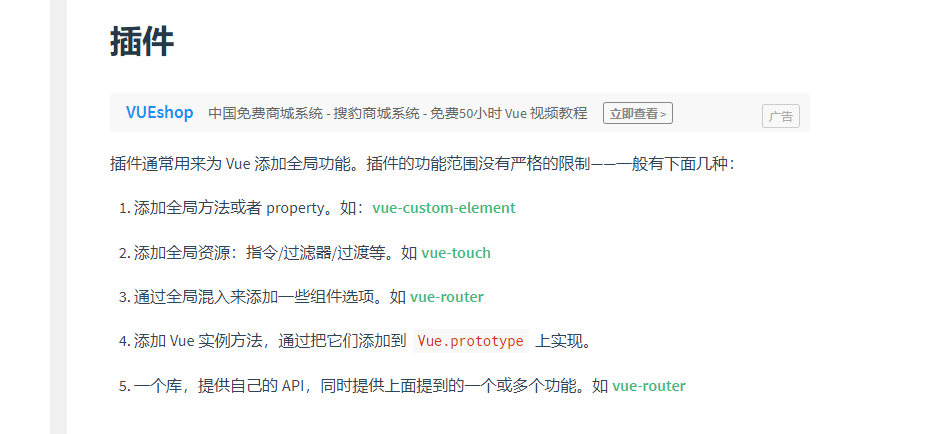 插件
VUEshop 中国免费商城系统 - 搜豹商城系统 - 免费50小时 Vue 视频教程 立即查看 > 广告
插件通常用来为 Vue 添加全局功能。插件的功能范围没有严格的限制——一般有下面几种：
1. 添加全局方法或者 property。如：vue-custom-element
2. 添加全局资源：指令/过滤器/过渡等。如 vue-touch
3. 通过全局混入来添加一些组件选项。如 vue-router
4. 添加 Vue 实例方法，通过把它们添加到 Vue.prototype 上实现。
5. 一个库，提供自己的 API，同时提供上面提到的一个或多个功能。如 vue-router